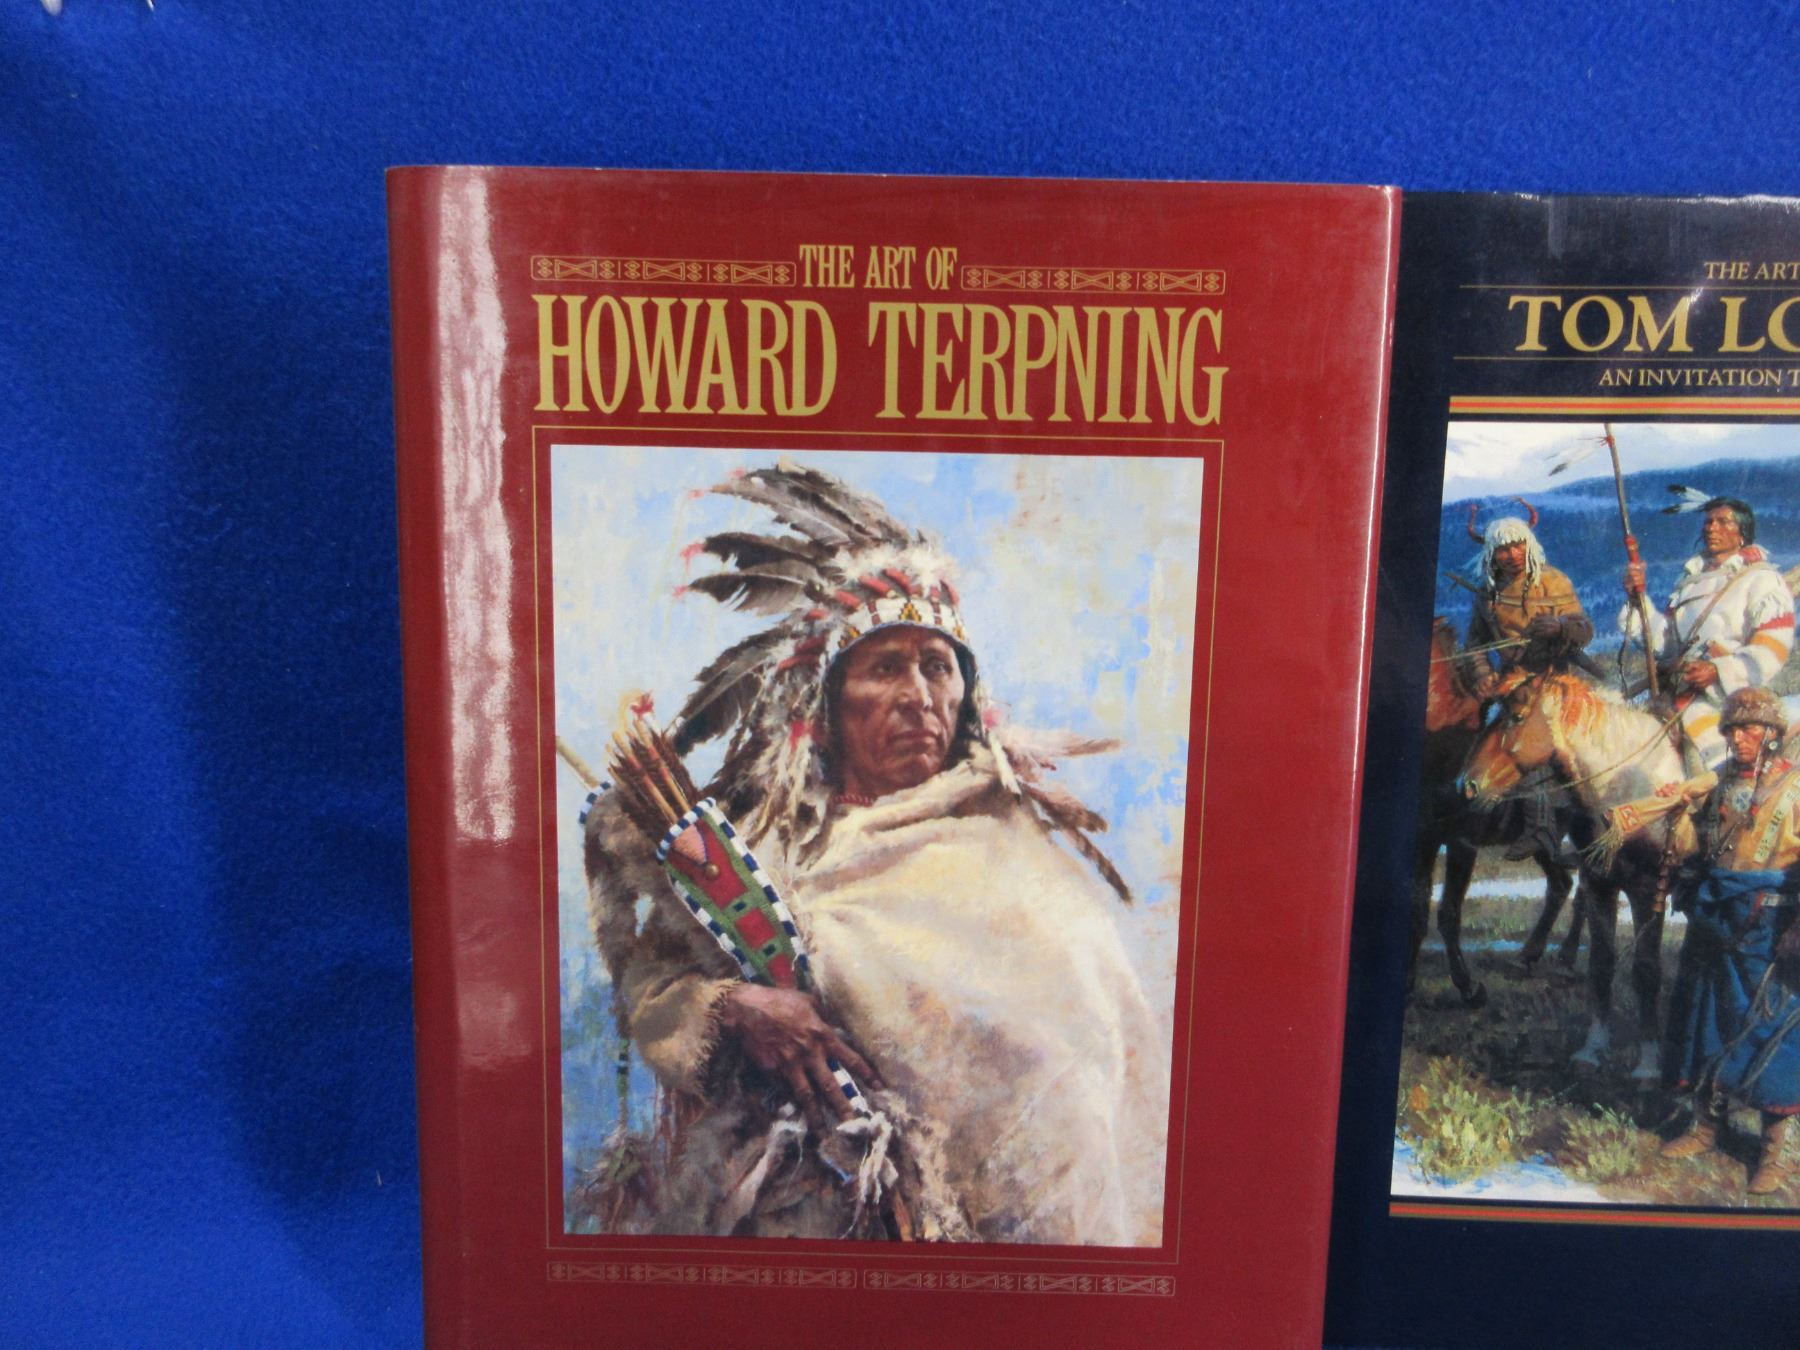 THE ART OF
HOWARD TERPNING
THE ART
TOM LO
AN INVITATION T